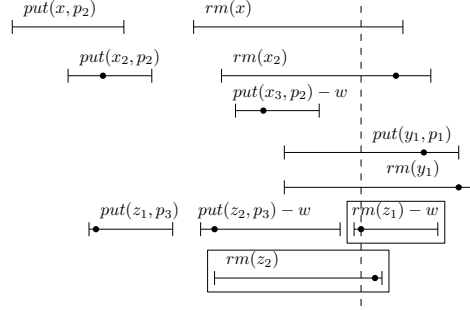 put(x, p₂) rm(x)
put(x₂, p₂) rm(x₂)
put(x₃, p₂) − w
put(y₁, p₁)
rm(y₁)
put(z₁, p₃) put(z₂, p₃) − w rm(z₁) − w
rm(z₂)